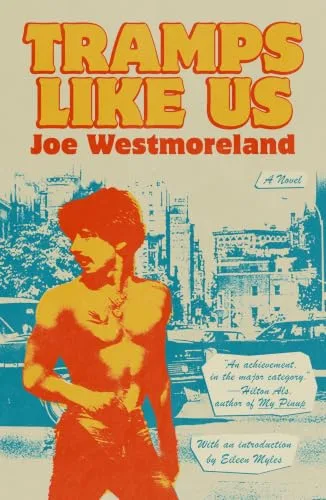 TRAMPS
LIKE US
Joe Westmoreland
A Novel
"An achievement,
in the major category."
—Hilton Als,
author of My Pinup
With an introduction
by Eileen Myles